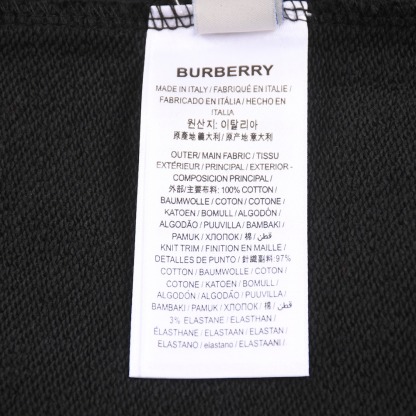 BURBERRY
MADE IN ITALY / FABRIQUÉ EN ITALIE /
FABRICADO EN ITÁLIA / HECHO EN
ITALIA
원산지: 이탈리아
原產地 義大利 / 原产地 意大利
OUTER/ MAIN FABRIC / TISSU
EXTÉRIEUR / PRINCIPAL / EXTERIOR -
COMPOSICION PRINCIPAL /
外部/主要布料: 100% COTTON /
BAUMWOLLE / COTON / COTONE /
KATOEN / BOMULL / ALGODÓN /
ALGODÃO / PUUVILLA / BAMBAKI /
PAMUK / ХЛОПОК / 棉 / قطن /
KNIT TRIM / FINITION EN MAILLE /
DETALLES DE PUNTO / 針織副料: 97%
COTTON / BAUMWOLLE / COTON /
COTONE / KATOEN / BOMULL /
ALGODÓN / ALGODÃO / PUUVILLA /
BAMBAKI / PAMUK / ХЛОПОК / 棉 / قطن /
3% ELASTANE / ÉLASTHAN /
ÉLASTHANE / ELASTAAN / ELASTAN /
ELASTANO / elastano / ELASTAANI /